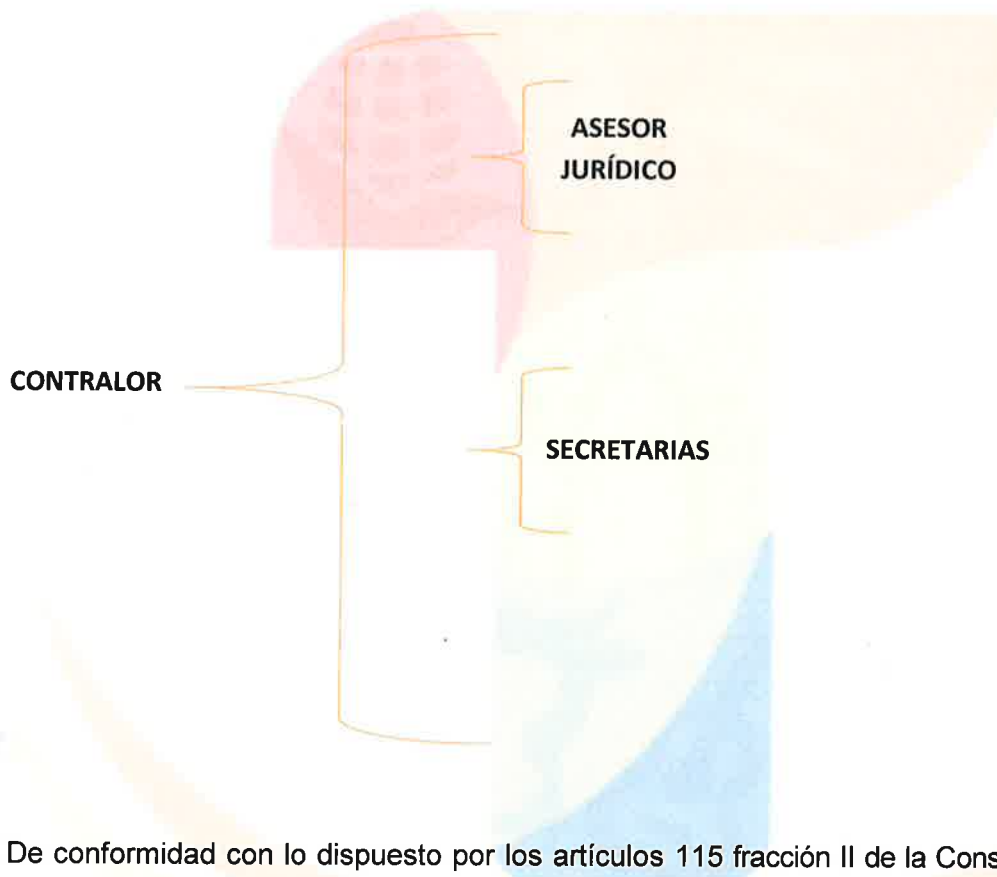 ASESOR
JURÍDICO
CONTRALOR
SECRETARIAS
De conformidad con lo dispuesto por los artículos 115 fracción II de la Cons